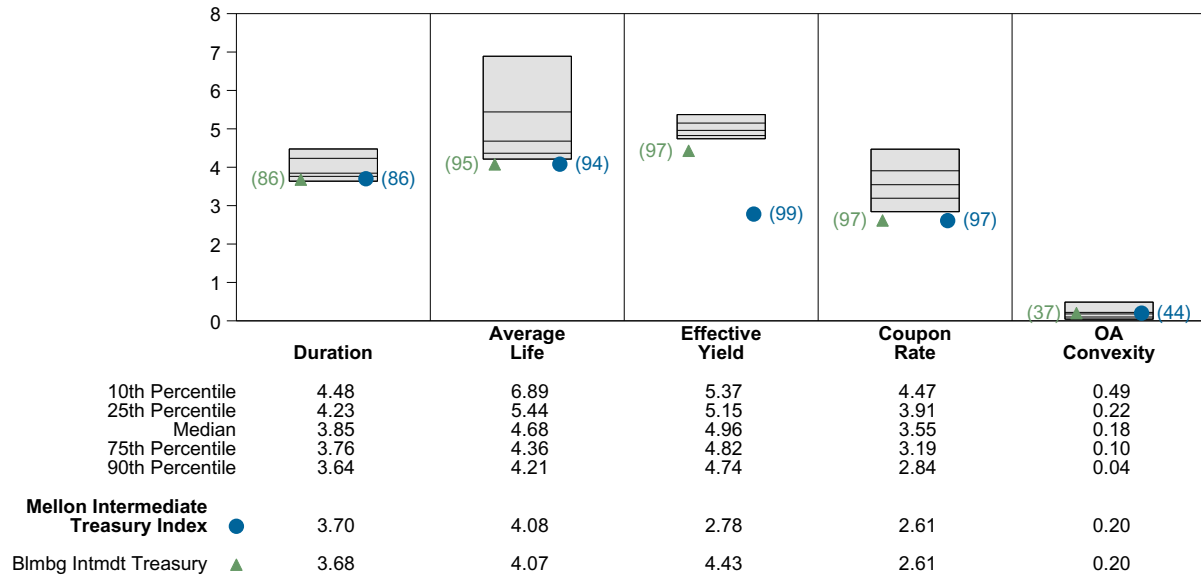 8
7
6
5
4
3
2
1
0
(86) (86)
(95) (94)
(97)
(99)
(97) (97)
(37) (44)
Duration Average Life Effective Yield Coupon Rate OA Convexity
10th Percentile 4.48 6.89 5.37 4.47 0.49
25th Percentile 4.23 5.44 5.15 3.91 0.22
Median 3.85 4.68 4.96 3.55 0.18
75th Percentile 3.76 4.36 4.82 3.19 0.10
90th Percentile 3.64 4.21 4.74 2.84 0.04
Mellon Intermediate
Treasury Index 3.70 4.08 2.78 2.61 0.20
Blmbg Intmdt Treasury 3.68 4.07 4.43 2.61 0.20